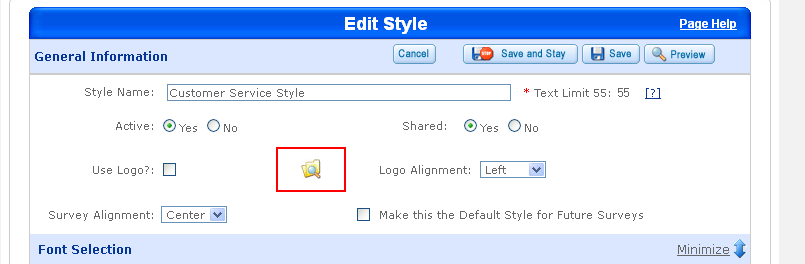 Edit Style
Page Help
General Information
Cancel
Save and Stay
Save
Preview
Style Name: Customer Service Style * Text Limit 55: 55 [?]
Active: Yes No Shared: Yes No
Use Logo?: Logo Alignment: Left
Survey Alignment: Center Make this the Default Style for Future Surveys
Font Selection
Minimize